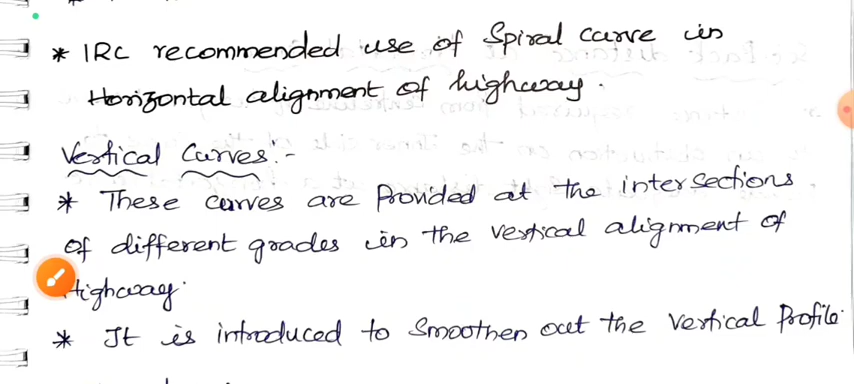 * IRC recommended use of Spiral curve in
Horizontal alignment of highway.
Vertical Curves:-
* These curves are Provided at the intersections
of different grades in the vertical alignment of
Highway.
* It is introduced to Smoothen out the Vertical Profile.